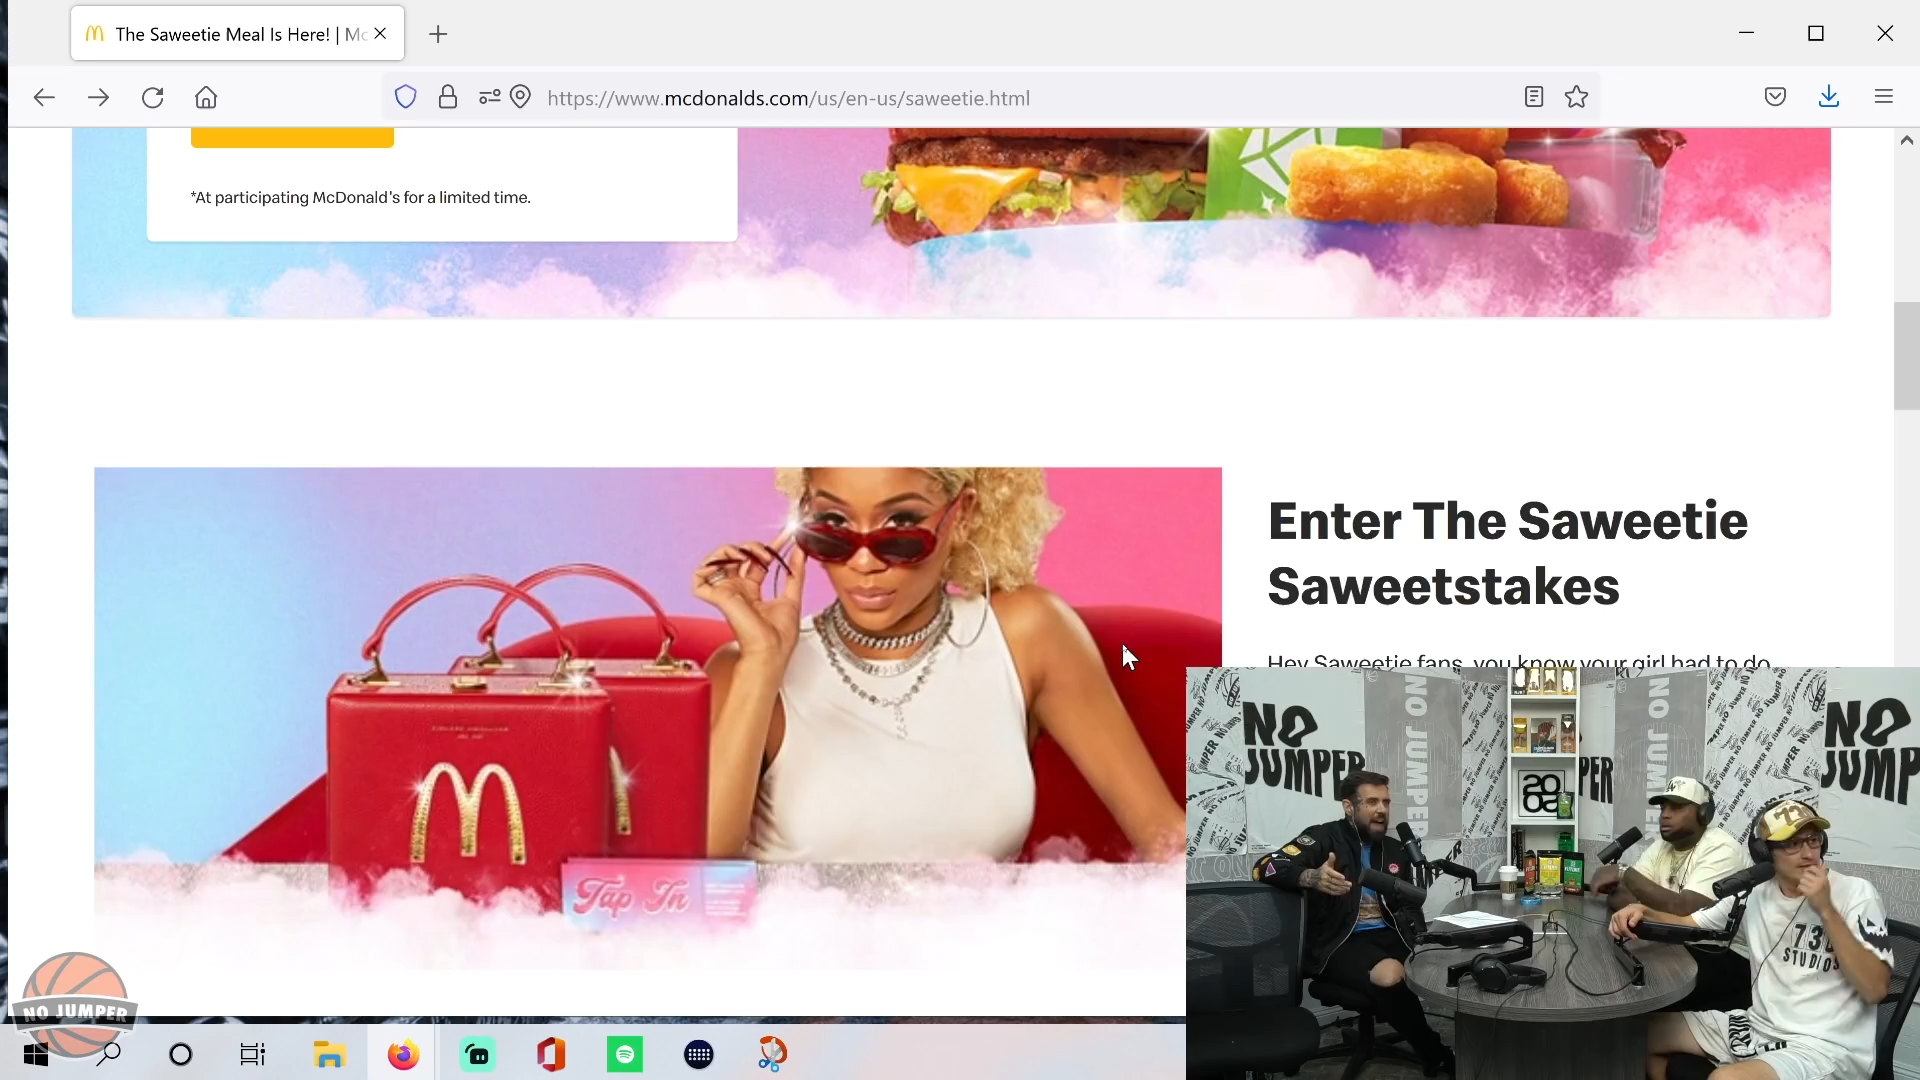 The Saweetie Meal Is Here! | Mc
https://www.mcdonalds.com/us/en-us/saweetie.html
*At participating McDonald's for a limited time.
Enter The Saweetie
Saweetstakes
Hey Saweetie fans, you know your girl had to do
Tap In
NO JUMPER
NO
JUMPER
NO JUMPER
NO
JUMP
STUDIOS